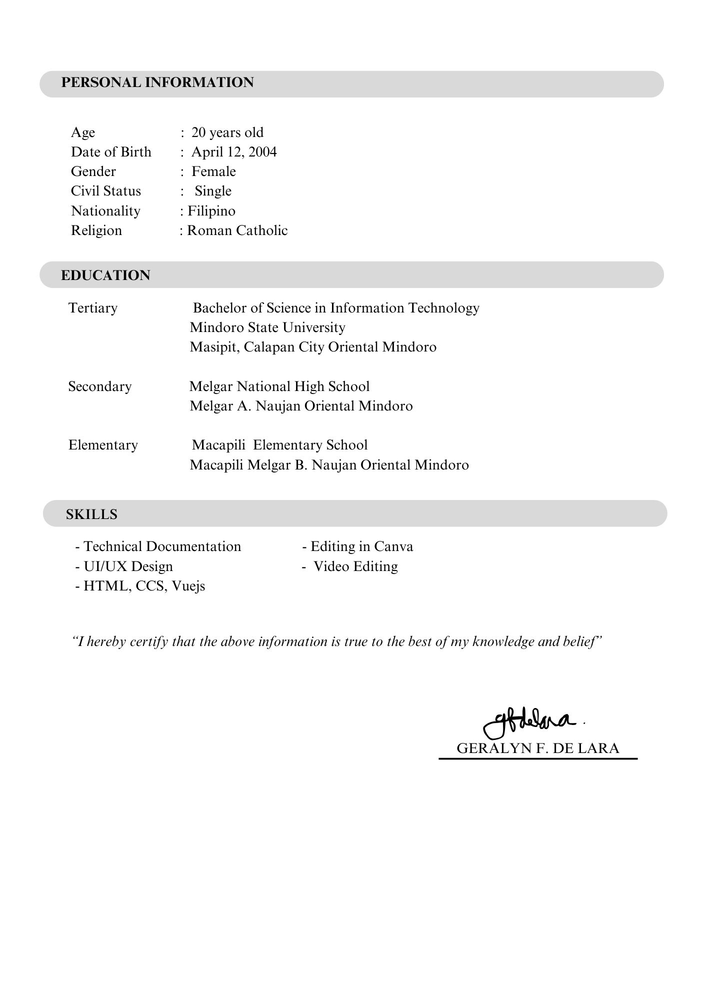 PERSONAL INFORMATION
Age : 20 years old
Date of Birth : April 12, 2004
Gender : Female
Civil Status : Single
Nationality : Filipino
Religion : Roman Catholic
EDUCATION
Tertiary Bachelor of Science in Information Technology
Mindoro State University
Masipit, Calapan City Oriental Mindoro
Secondary Melgar National High School
Melgar A. Naujan Oriental Mindoro
Elementary Macapili Elementary School
Macapili Melgar B. Naujan Oriental Mindoro
SKILLS
- Technical Documentation - Editing in Canva
- UI/UX Design - Video Editing
- HTML, CCS, Vuejs
“I hereby certify that the above information is true to the best of my knowledge and belief”
gfdelara.
GERALYN F. DE LARA